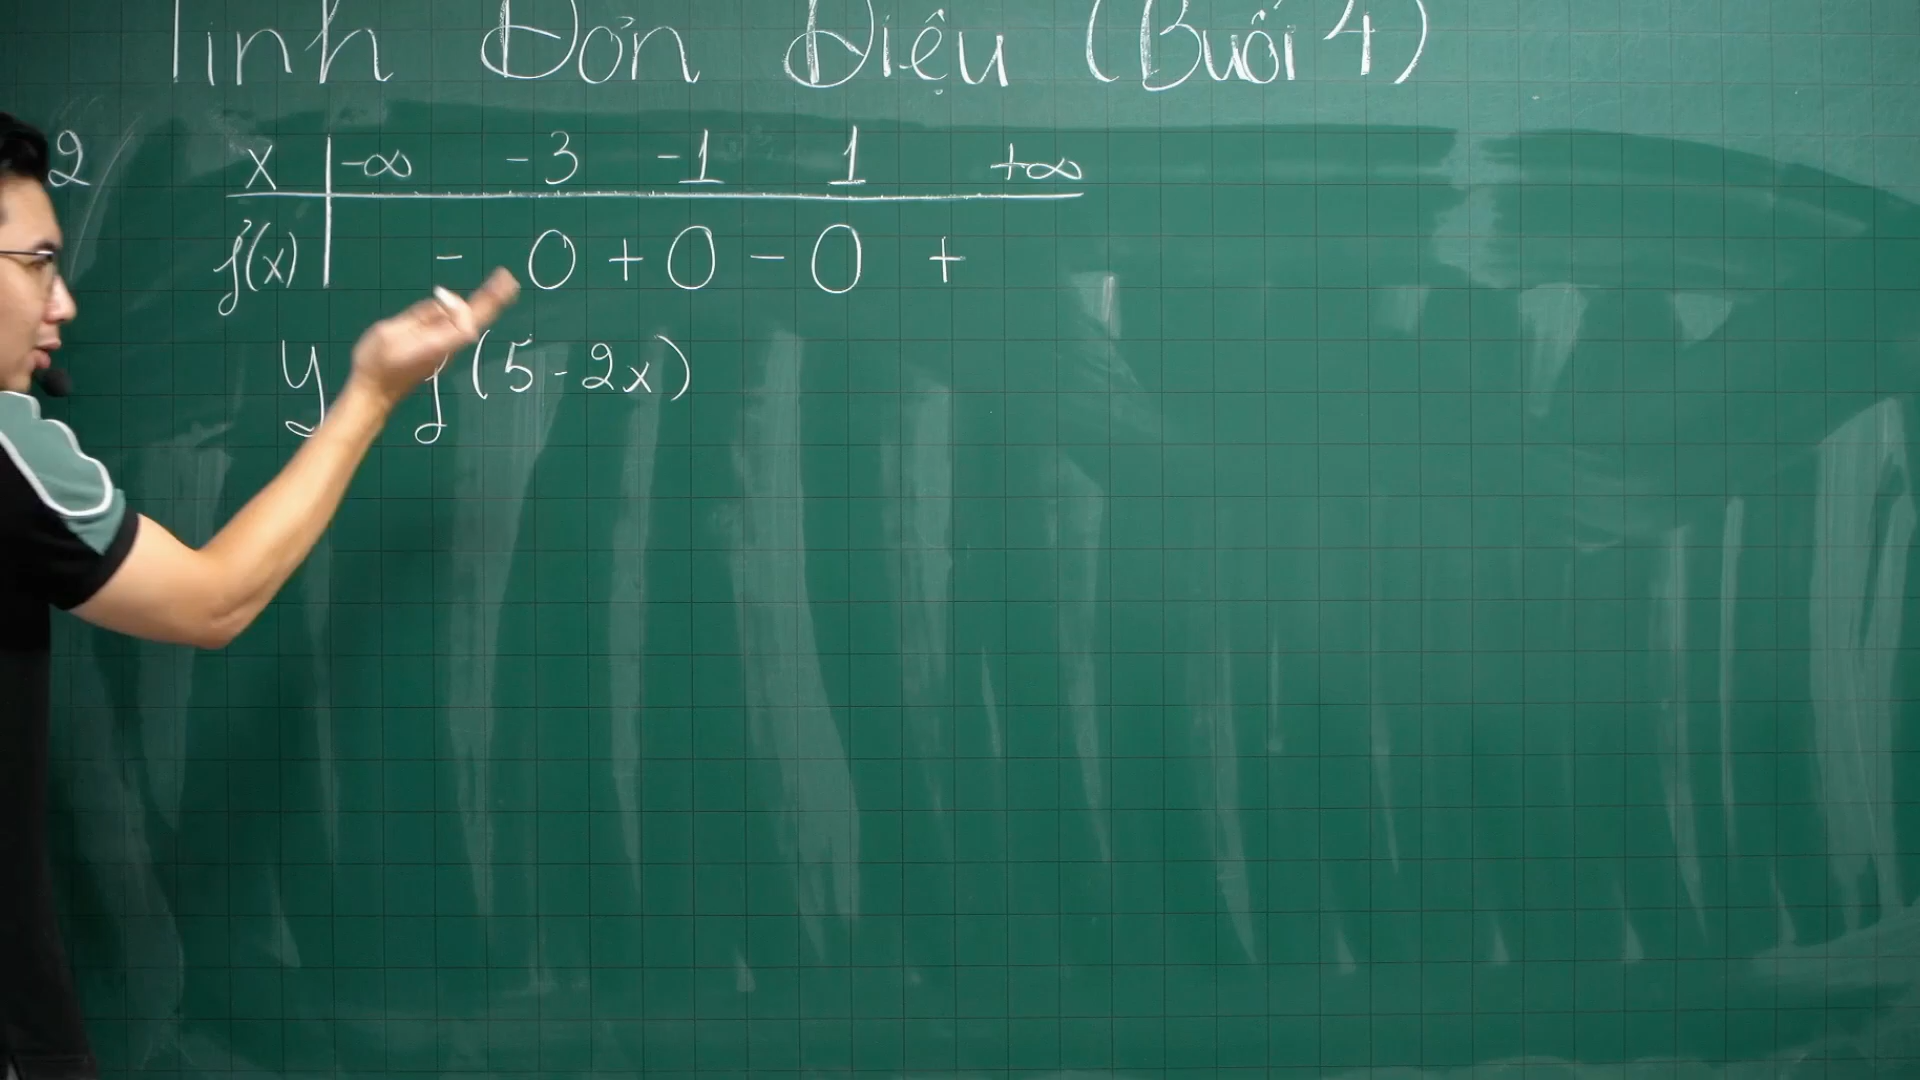 Tính Đơn Điệu (Buổi 4)
2
x -∞ -3 -1 1 +∞
f'(x) - 0 + 0 - 0 +
y f(5-2x)